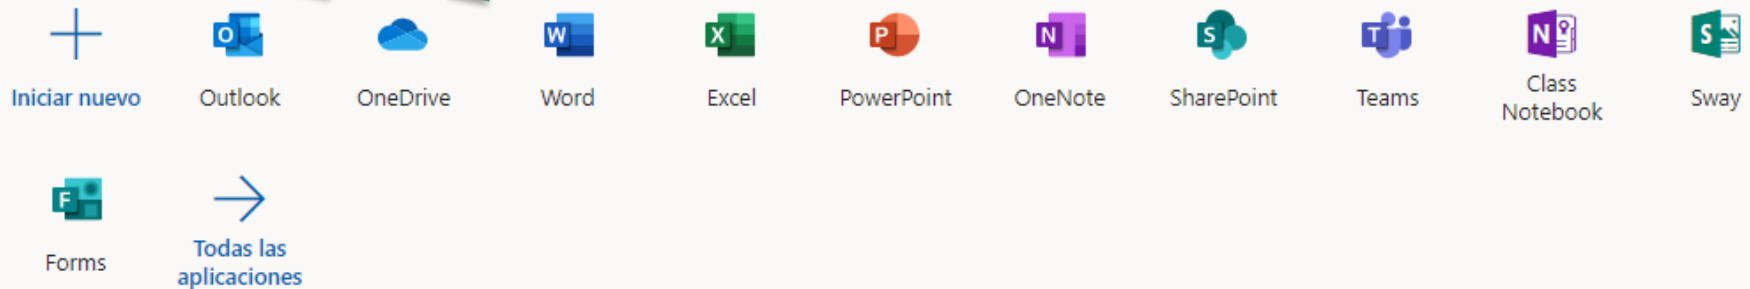 Iniciar nuevo
Outlook
OneDrive
Word
Excel
PowerPoint
OneNote
SharePoint
Teams
Class
Notebook
Sway
Forms
Todas las
aplicaciones